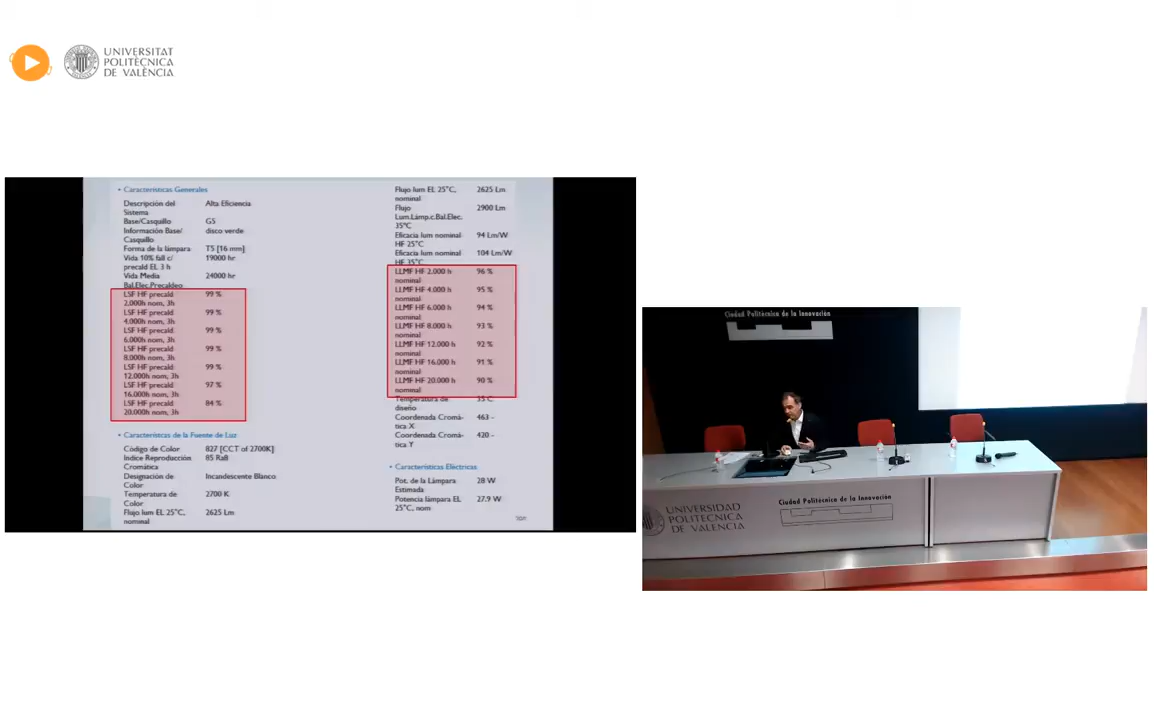 UNIVERSITAT
POLITÈCNICA
DE VALÈNCIA
• Características Generales
Descripción del Sistema
Alta Eficiencia
Base/Casquillo
G5
Información Base/
Casquillo
disco verde
Forma de la lámpara
T5 [16 mm]
Vida 10% fall c/
precald EL 3 h
19000 hr
Vida Media
Bal.Elec.Precaldeo
24000 hr
LSF HF precald
2.000h nom, 3h
99 %
LSF HF precald
4.000h nom, 3h
99 %
LSF HF precald
6.000h nom, 3h
99 %
LSF HF precald
8.000h nom, 3h
99 %
LSF HF precald
12.000h nom, 3h
99 %
LSF HF precald
16.000h nom, 3h
97 %
LSF HF precald
20.000h nom, 3h
84 %
• Característcas de la Fuente de Luz
Código de Color
827 [CCT of 2700K]
Indice Reproducción
Cromática
85 Ra8
Designación de
Color
Incandescente Blanco
Temperatura de
Color
2700 K
Flujo lum EL 25°C,
nominal
2625 Lm
Flujo lum EL 25°C,
nominal
2625 Lm
Flujo
Lum.Lámp.c.Bal.Elec.
35°C
2900 Lm
Eficacia lum nominal
HF 25°C
94 Lm/W
Eficacia lum nominal
HF 35°C
104 Lm/W
LLMF HF 2.000 h
nominal
96 %
LLMF HF 4.000 h
nominal
95 %
LLMF HF 6.000 h
nominal
94 %
LLMF HF 8.000 h
nominal
93 %
LLMF HF 12.000 h
nominal
92 %
LLMF HF 16.000 h
nominal
91 %
LLMF HF 20.000 h
nominal
90 %
Temperatura de
diseño
35 C
Coordenada Cromá-
tica X
463 -
Coordenada Cromá-
tica Y
420 -
• Características Eléctricas
Pot. de la Lámpara
Estimada
28 W
Potencia lámpara EL
25°C, nom
27.9 W
Ciudad Politécnica de la Innovación
UNIVERSIDAD
POLITECNICA
DE VALENCIA
Ciudad Politécnica de la Innovación